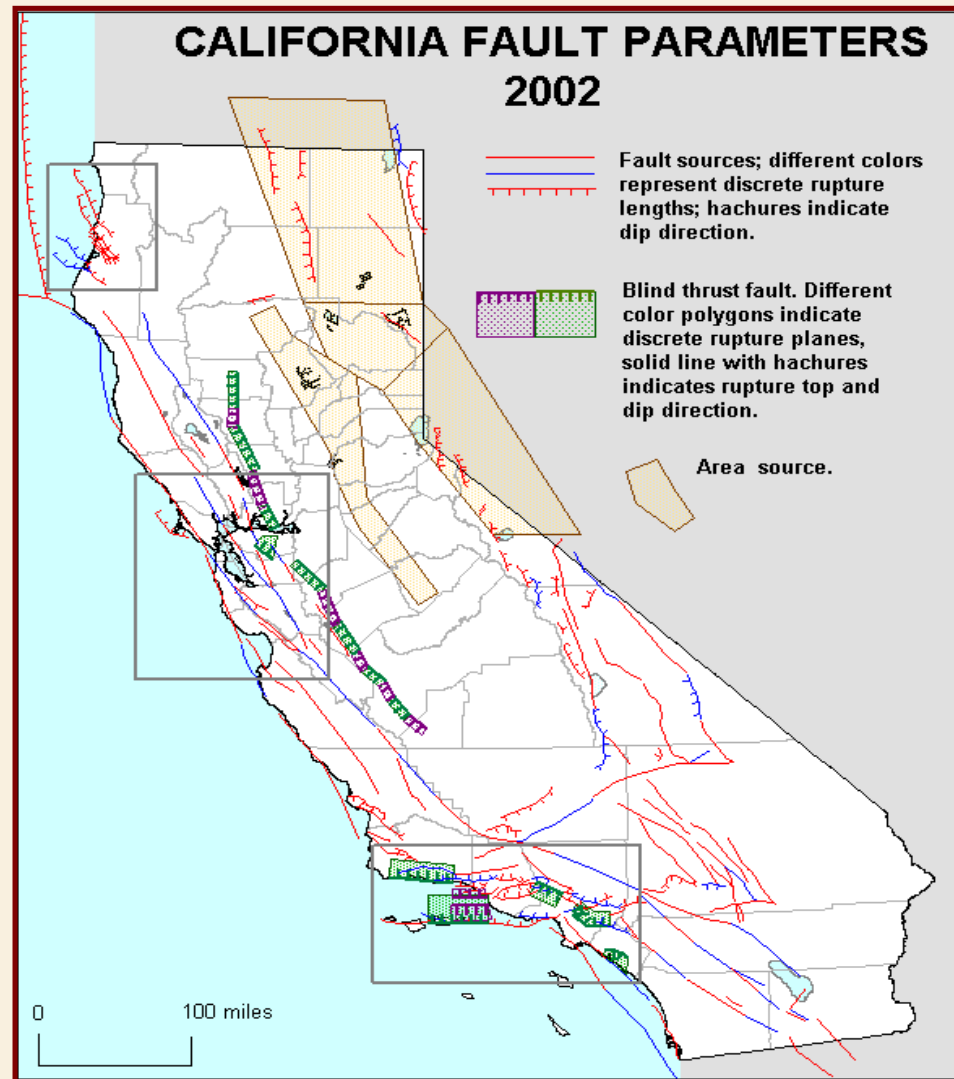 CALIFORNIA FAULT PARAMETERS
2002
Fault sources; different colors
represent discrete rupture
lengths; hachures indicate
dip direction.
Blind thrust fault. Different
color polygons indicate
discrete rupture planes,
solid line with hachures
indicates rupture top and
dip direction.
Area source.
0 100 miles